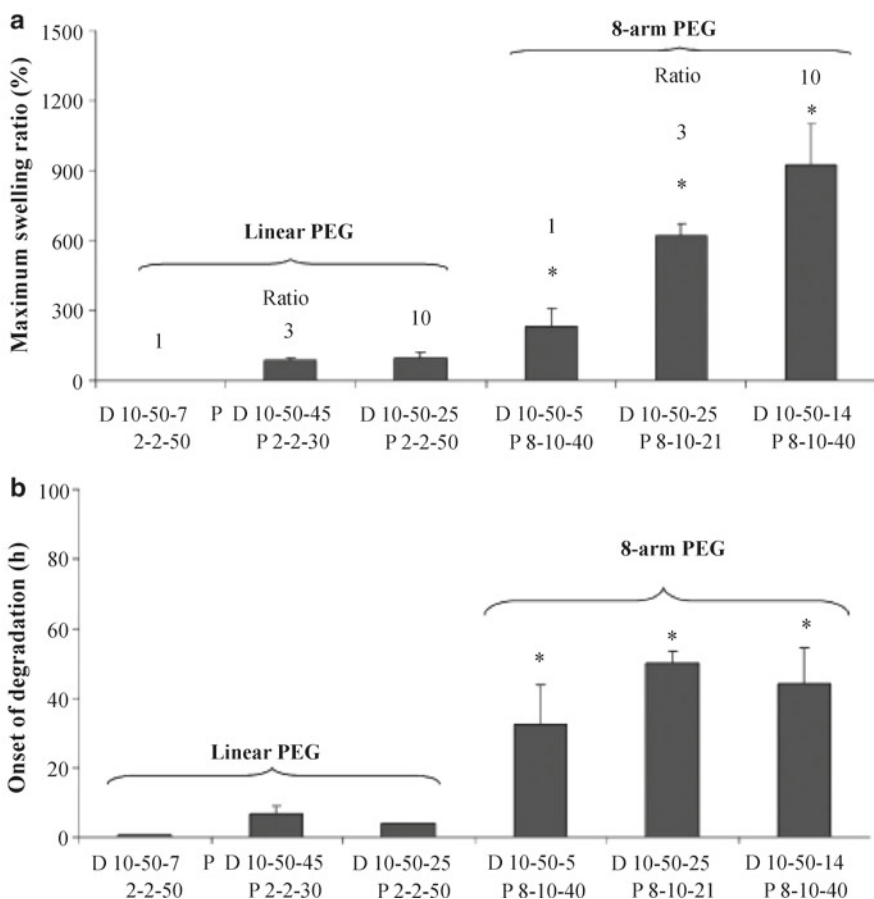 a
Maximum swelling ratio (%)
1500
1200
900
600
300
0
8-arm PEG
Ratio
10
*
3
*
1
*
Linear PEG
Ratio
1
3
10
D 10-50-7 P D 10-50-45 D 10-50-25 D 10-50-5 D 10-50-25 D 10-50-14
2-2-50 P 2-2-30 P 2-2-50 P 8-10-40 P 8-10-21 P 8-10-40
b
Onset of degradation (h)
100
80
60
40
20
0
8-arm PEG
* * *
Linear PEG
D 10-50-7 P D 10-50-45 D 10-50-25 D 10-50-5 D 10-50-25 D 10-50-14
2-2-50 P 2-2-30 P 2-2-50 P 8-10-40 P 8-10-21 P 8-10-40